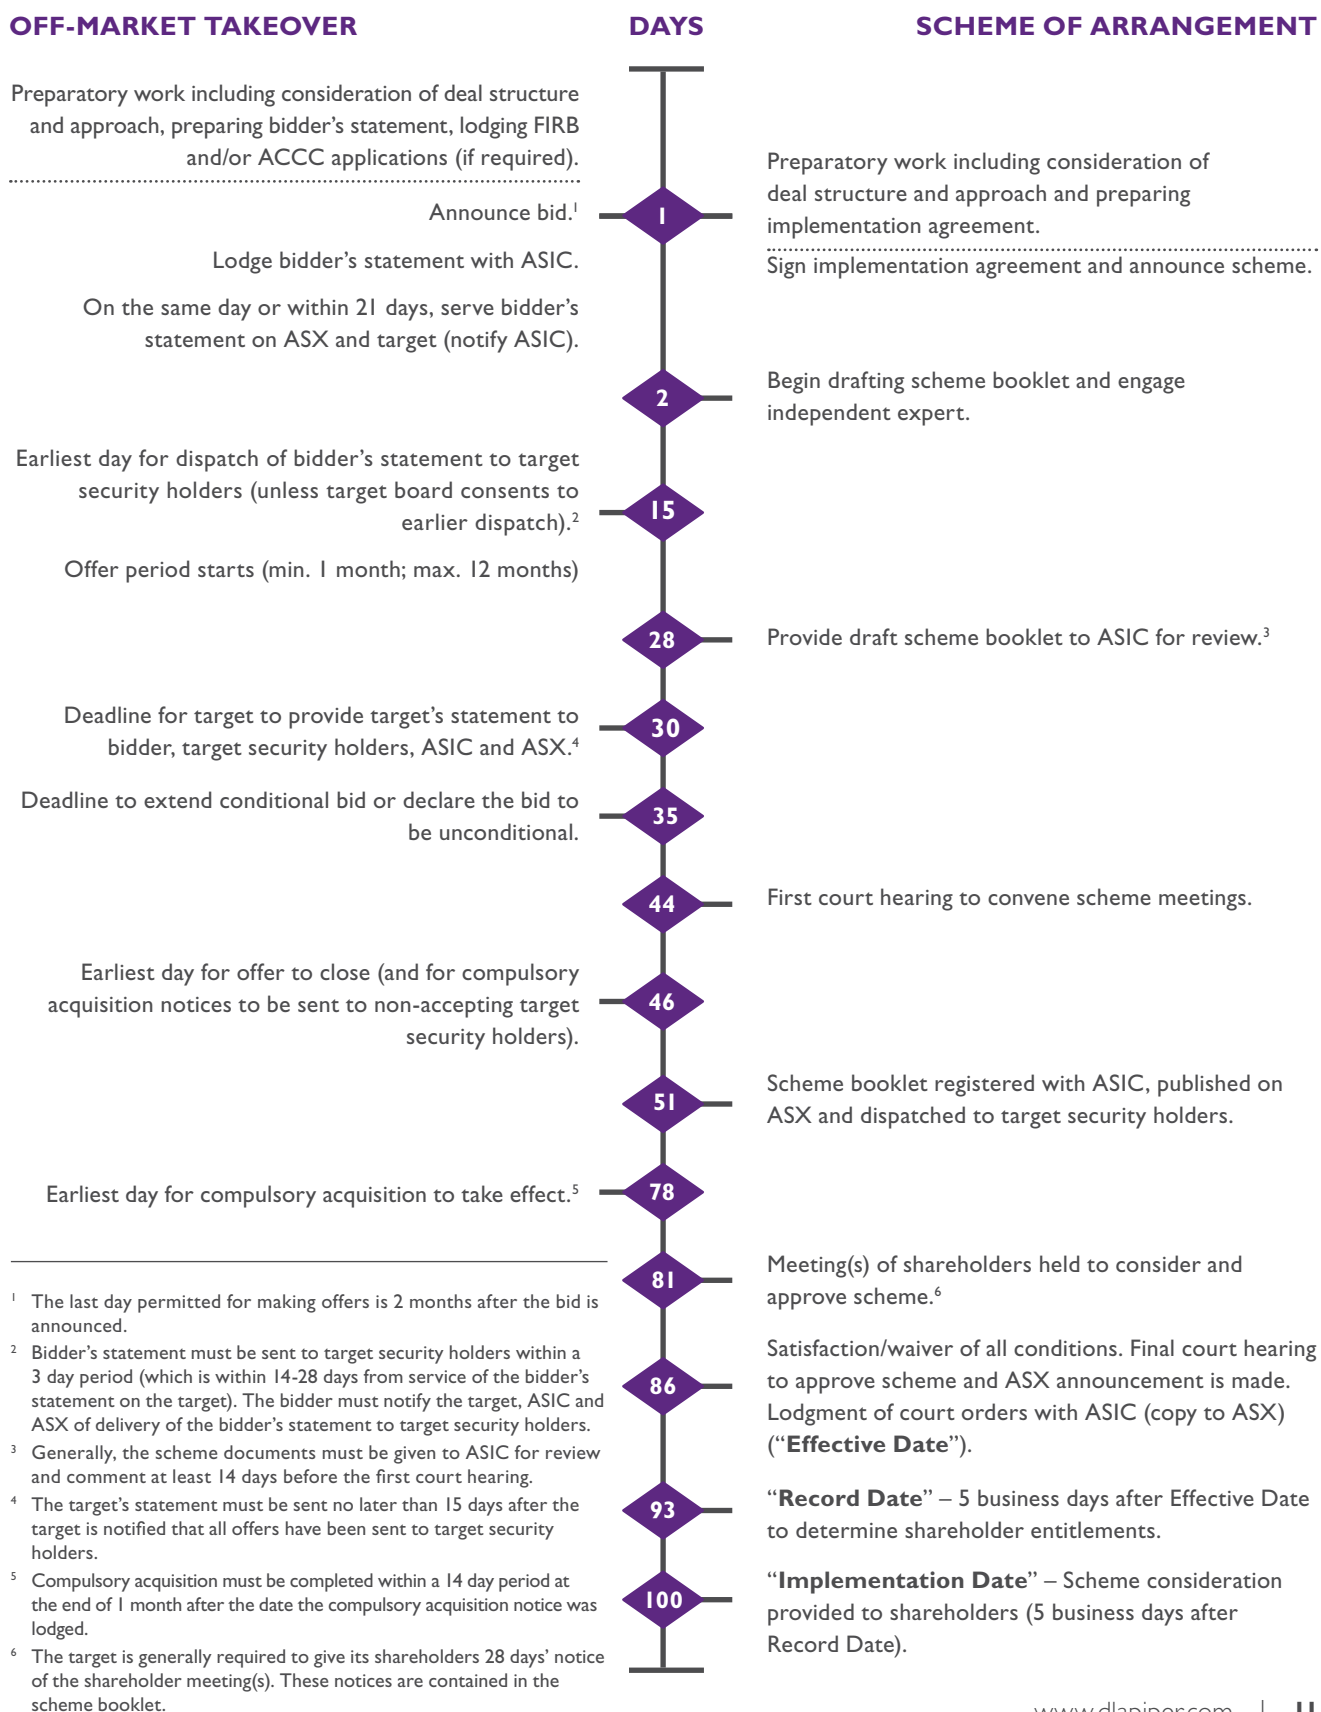 OFF-MARKET TAKEOVER
DAYS
SCHEME OF ARRANGEMENT
Preparatory work including consideration of deal structure
and approach, preparing bidder's statement, lodging FIRB
and/or ACCC applications (if required).
Preparatory work including consideration of
deal structure and approach and preparing
implementation agreement.
Announce bid.1
1
Sign implementation agreement and announce scheme.
Lodge bidder's statement with ASIC.
On the same day or within 21 days, serve bidder's
statement on ASX and target (notify ASIC).
2
Begin drafting scheme booklet and engage
independent expert.
Earliest day for dispatch of bidder's statement to target
security holders (unless target board consents to
earlier dispatch).2
15
Offer period starts (min. 1 month; max. 12 months)
28
Provide draft scheme booklet to ASIC for review.3
Deadline for target to provide target's statement to
bidder, target security holders, ASIC and ASX.4
30
Deadline to extend conditional bid or declare the bid to
be unconditional.
35
44
First court hearing to convene scheme meetings.
Earliest day for offer to close (and for compulsory
acquisition notices to be sent to non-accepting target
security holders).
46
51
Scheme booklet registered with ASIC, published on
ASX and dispatched to target security holders.
Earliest day for compulsory acquisition to take effect.5
78
81
Meeting(s) of shareholders held to consider and
approve scheme.6
86
Satisfaction/waiver of all conditions. Final court hearing
to approve scheme and ASX announcement is made.
Lodgment of court orders with ASIC (copy to ASX)
("Effective Date").
93
"Record Date" – 5 business days after Effective Date
to determine shareholder entitlements.
100
"Implementation Date" – Scheme consideration
provided to shareholders (5 business days after
Record Date).
1 The last day permitted for making offers is 2 months after the bid is
announced.
2 Bidder's statement must be sent to target security holders within a
3 day period (which is within 14-28 days from service of the bidder's
statement on the target). The bidder must notify the target, ASIC and
ASX of delivery of the bidder's statement to target security holders.
3 Generally, the scheme documents must be given to ASIC for review
and comment at least 14 days before the first court hearing.
4 The target's statement must be sent no later than 15 days after the
target is notified that all offers have been sent to target security
holders.
5 Compulsory acquisition must be completed within a 14 day period at
the end of 1 month after the date the compulsory acquisition notice was
lodged.
6 The target is generally required to give its shareholders 28 days' notice
of the shareholder meeting(s). These notices are contained in the
scheme booklet.
www.dlapiper.com | 11